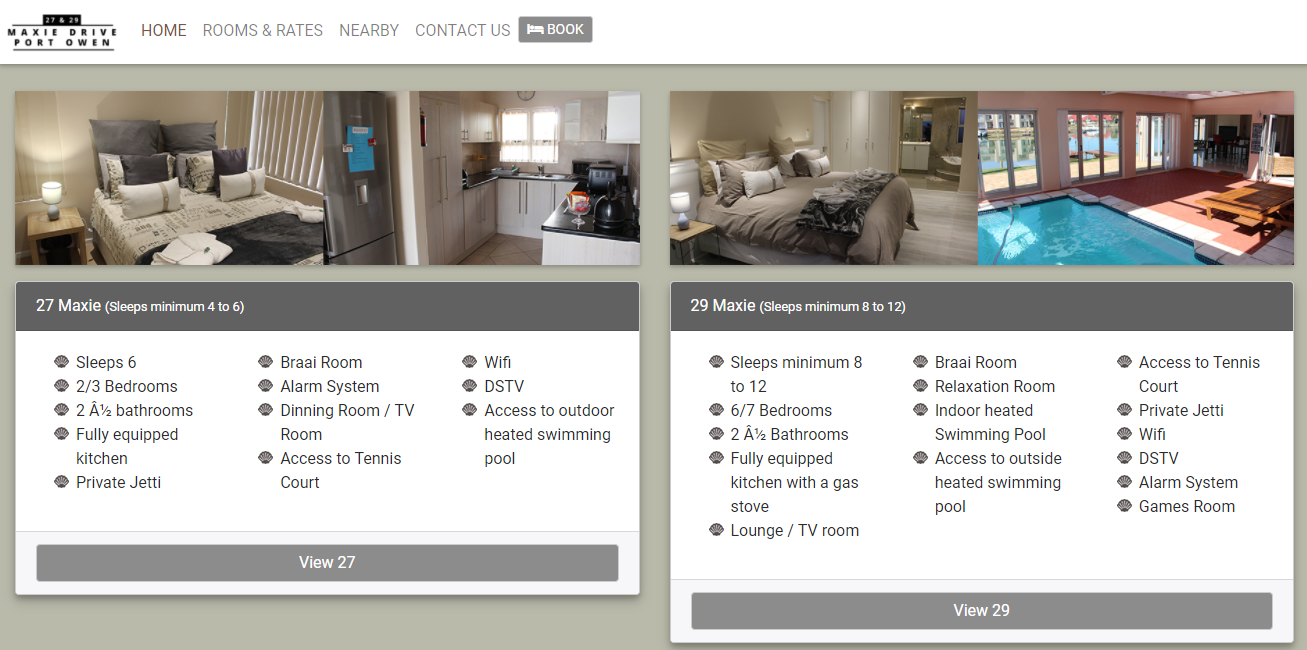 27 & 29
MAXIE DRIVE
PORT OWEN
HOME
ROOMS & RATES
NEARBY
CONTACT US
BOOK
27 Maxie (Sleeps minimum 4 to 6)
Sleeps 6
2/3 Bedrooms
2 Â½ bathrooms
Fully equipped
kitchen
Private Jetti
Braai Room
Alarm System
Dinning Room / TV
Room
Access to Tennis
Court
Wifi
DSTV
Access to outdoor
heated swimming
pool
View 27
29 Maxie (Sleeps minimum 8 to 12)
Sleeps minimum 8
to 12
6/7 Bedrooms
2 Â½ Bathrooms
Fully equipped
kitchen with a gas
stove
Lounge / TV room
Braai Room
Relaxation Room
Indoor heated
Swimming Pool
Access to outside
heated swimming
pool
Access to Tennis
Court
Private Jetti
Wifi
DSTV
Alarm System
Games Room
View 29